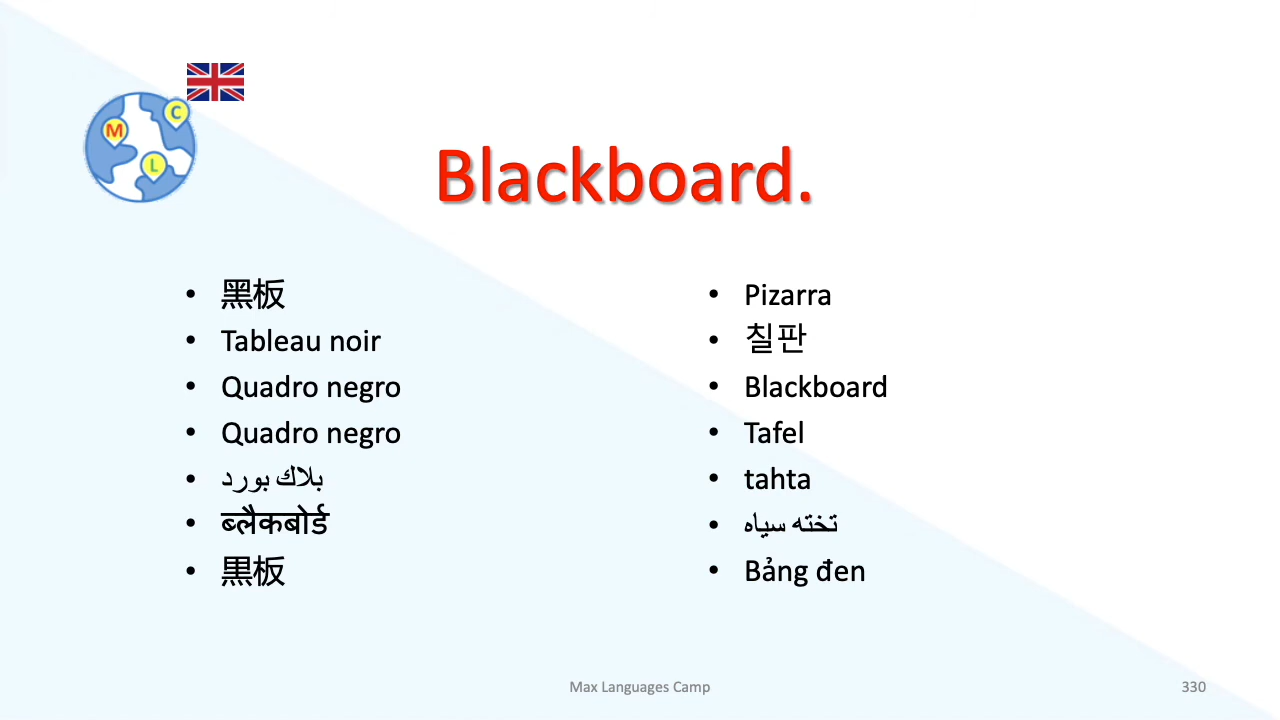 C
M
L
Blackboard.
• 黑板
• Tableau noir
• Quadro negro
• Quadro negro
• بلاك بورد
• ब्लैकबोर्ड
• 黒板
• Pizarra
• 칠판
• Blackboard
• Tafel
• tahta
• تخته سیاه
• Bảng đen
Max Languages Camp
330